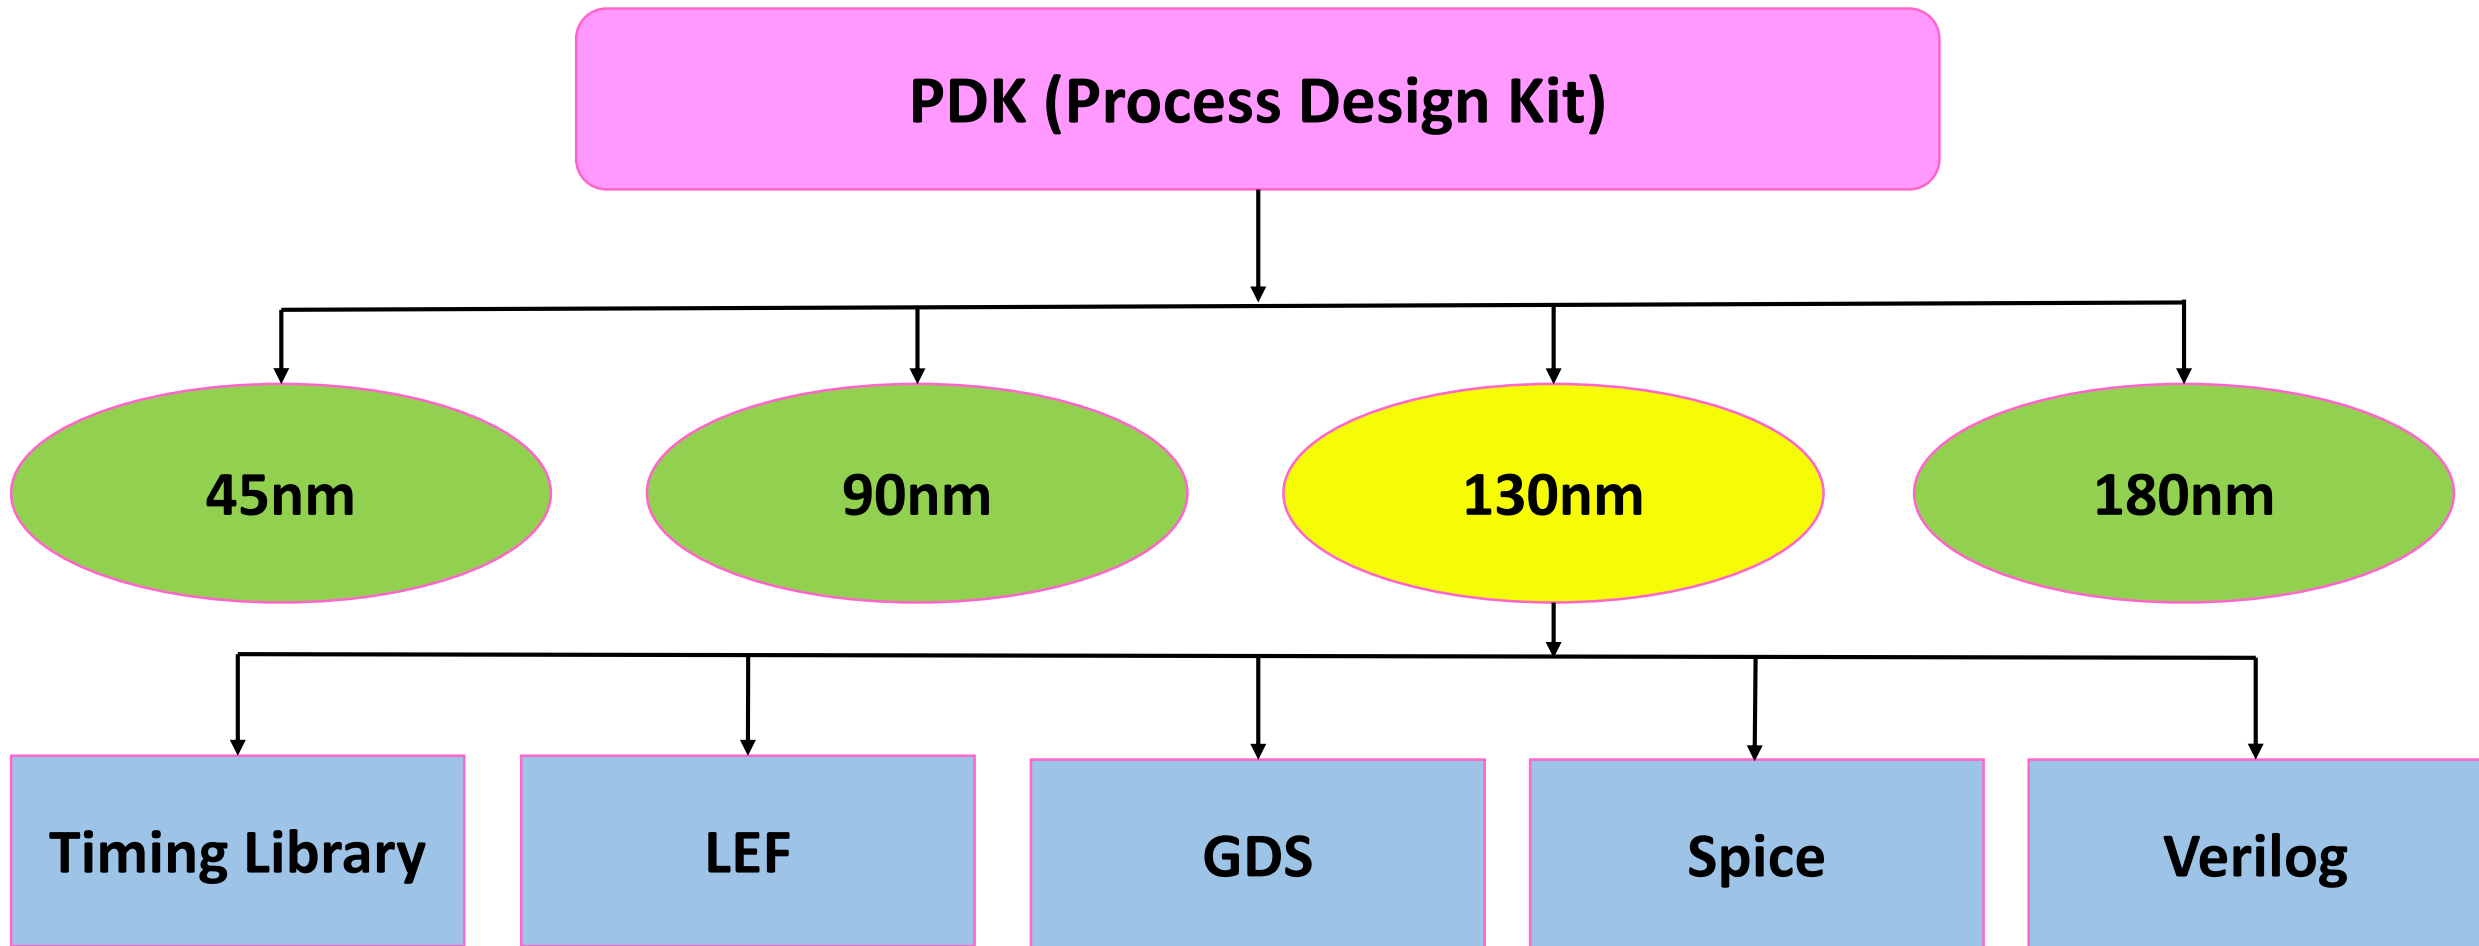 PDK (Process Design Kit)
45nm
90nm
130nm
180nm
Timing Library
LEF
GDS
Spice
Verilog